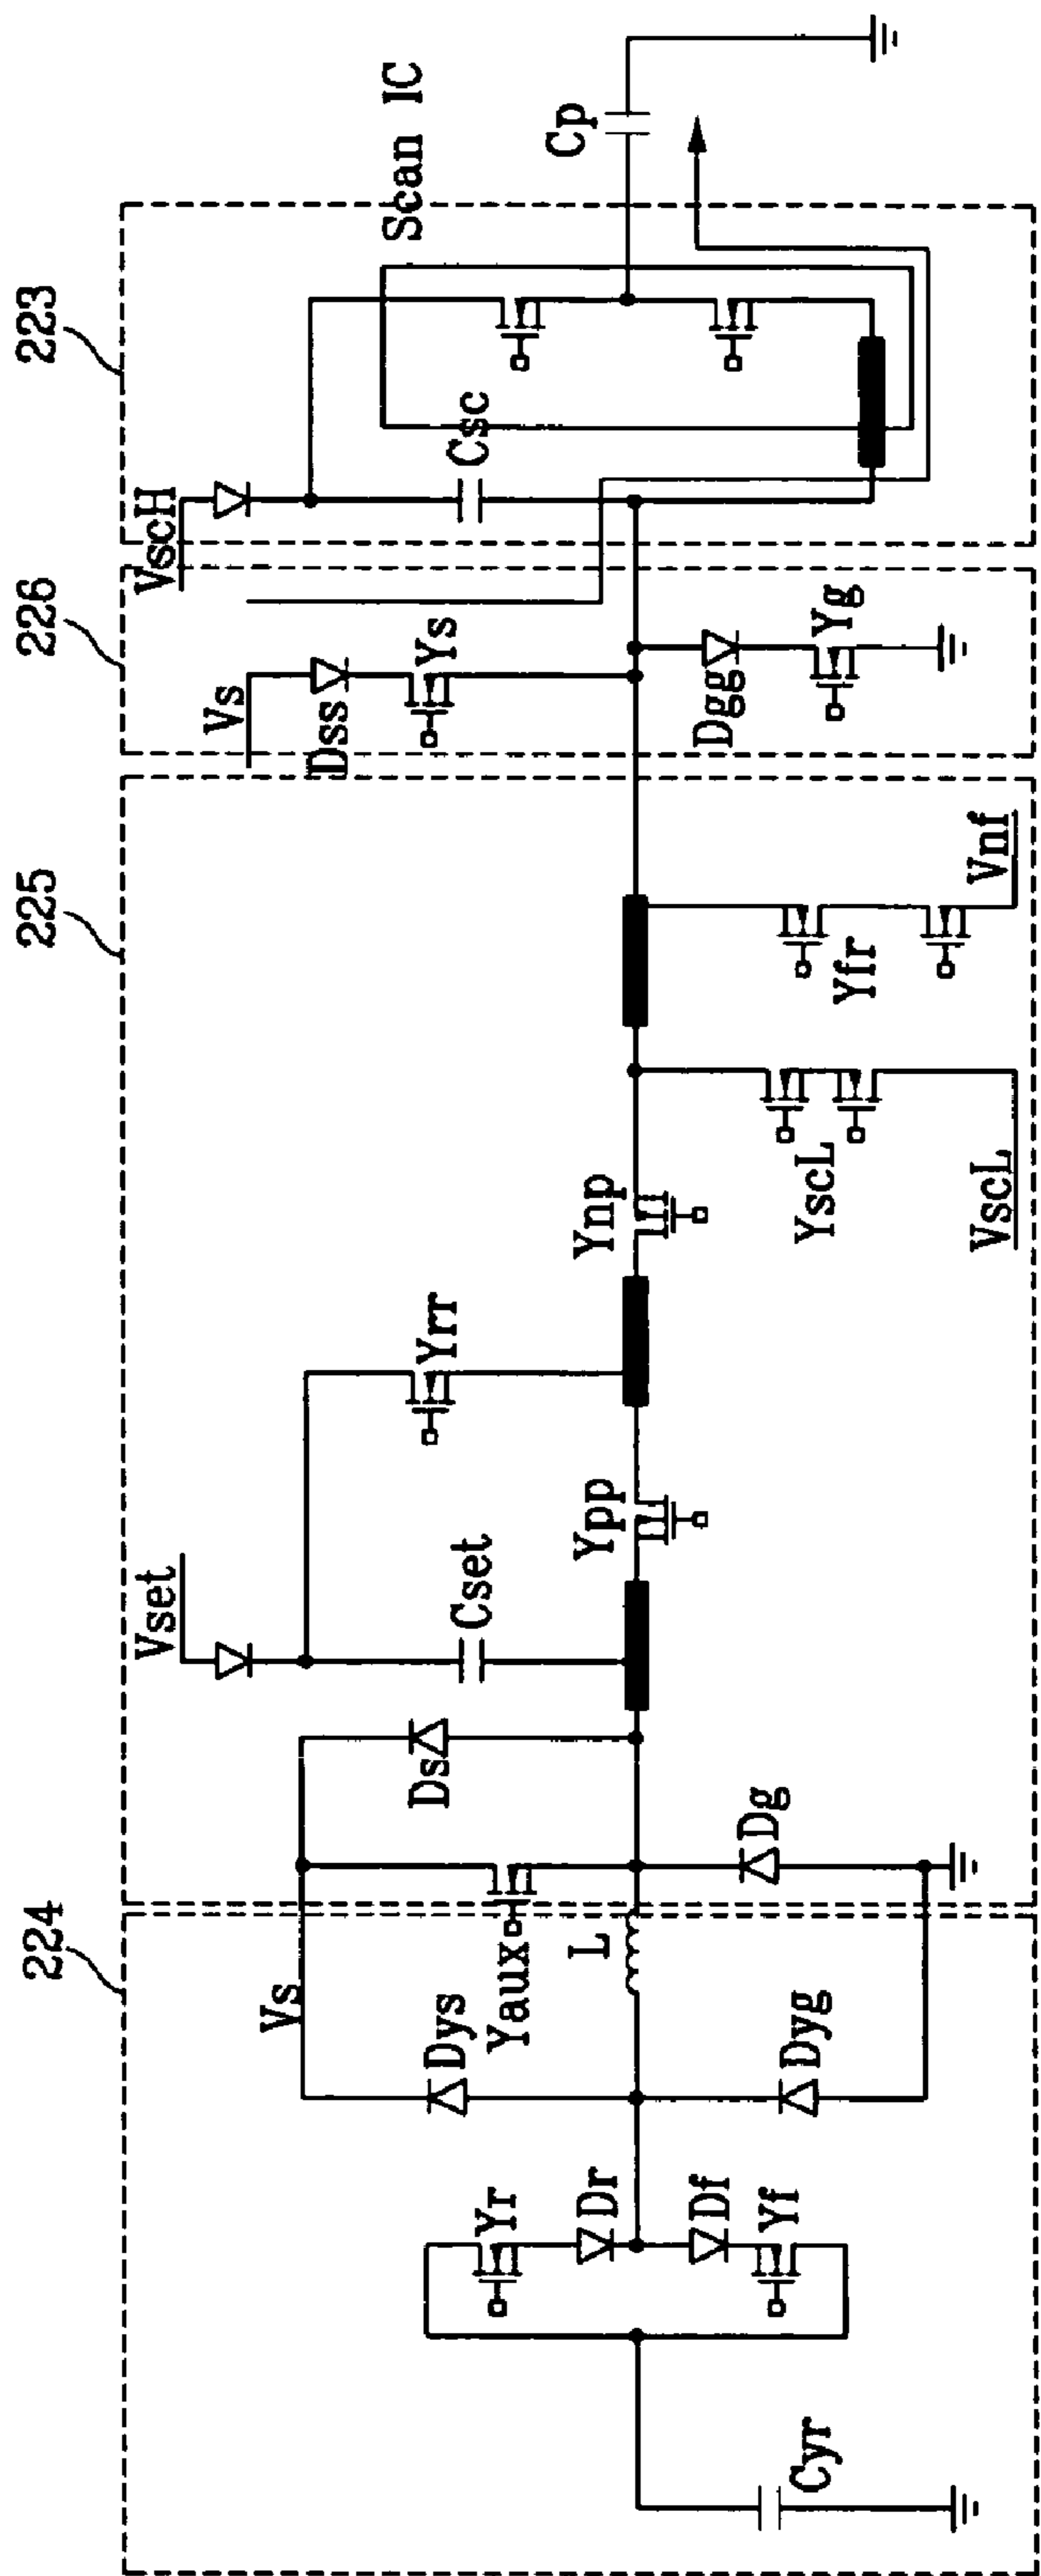 224
225
226
223
Vs
Vset
Vs
VscH
Scan IC
Dys
Yaux
Ds
Cset
Yrr
Dss
Ys
Csc
Yr
Dr
L
Ypp
Ynp
Cp
Df
Yf
Dyg
Dg
YscL
Yfr
Dgg
Yg
Cyr
VscL
Vnf